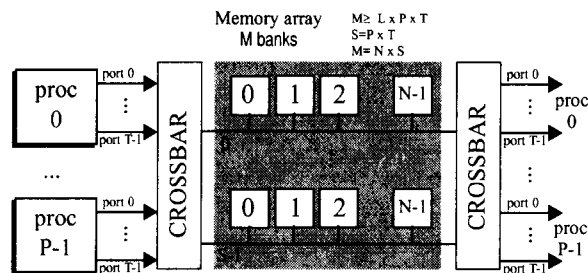 Memory array
M banks
M≥ L x P x T
S=P x T
M= N x S
proc
0
port 0
⋮
port T-1
...
proc
P-1
port 0
⋮
port T-1
CROSSBAR
0 1 2 N-1
0 1 2 N-1
S-1
CROSSBAR
port 0
⋮
port T-1
proc
0
port 0
⋮
port T-1
proc
P-1